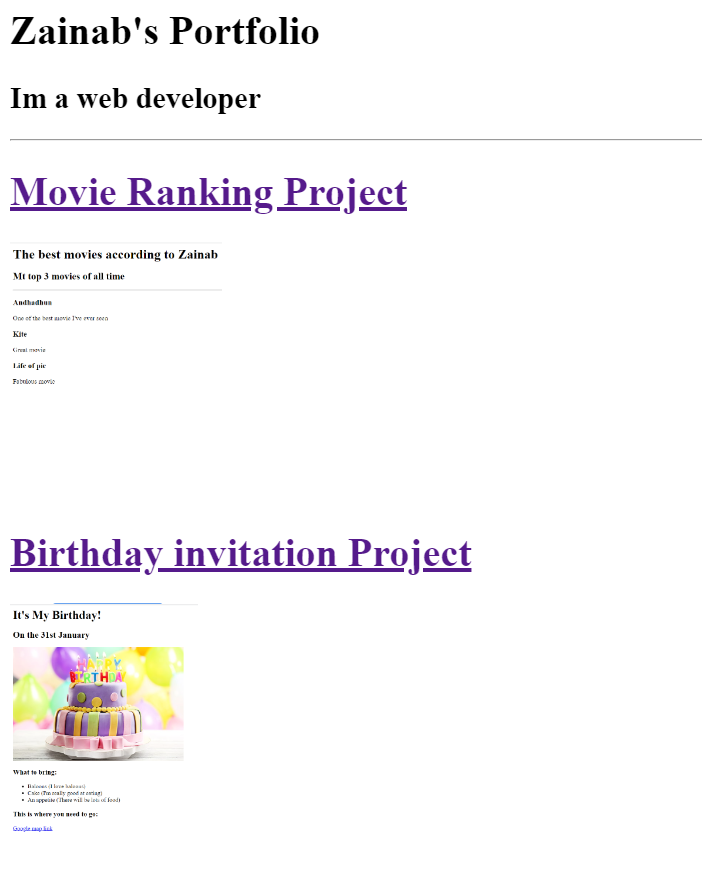 Zainab's Portfolio
Im a web developer
Movie Ranking Project
The best movies according to Zainab
Mt top 3 movies of all time
Andhadhun
One of the best movie I've ever seen
Kite
Great movie
Life of pie
Fabulous movie
Birthday invitation Project
It's My Birthday!
On the 31st January
HAPPY
BIRTHDAY
What to bring:
Baloons (I love baloons)
Cake (I'm really good at eating)
An appetite (There will be lots of food)
This is where you need to go:
Google map link